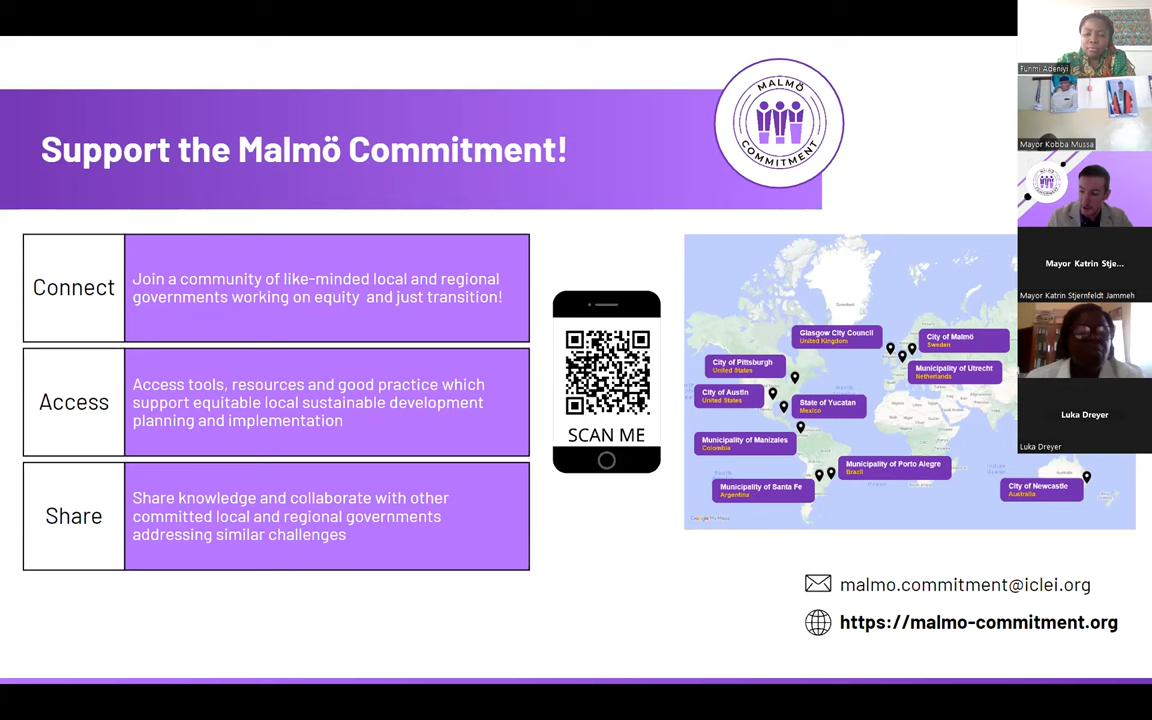 Support the Malmö Commitment!
MALMÖ
COMMITMENT
Connect
Join a community of like-minded local and regional
governments working on equity and just transition!
Access
Access tools, resources and good practice which
support equitable local sustainable development
planning and implementation
Share
Share knowledge and collaborate with other
committed local and regional governments
addressing similar challenges
SCAN ME
Glasgow City Council
United Kingdom
City of Malmö
Sweden
City of Pittsburgh
United States
Municipality of Utrecht
Netherlands
City of Austin
United States
State of Yucatan
Mexico
Municipality of Manizales
Colombia
Municipality of Porto Alegre
Brazil
Municipality of Santa Fe
Argentina
City of Newcastle
Australia
Google My Maps
malmo.commitment@iclei.org
https://malmo-commitment.org
Funmi Adeniyi
Mayor Kobba Mussa
Mayor Katrin Stje...
Mayor Katrin Stjernfeldt Jammeh
Luka Dreyer
Luka Dreyer